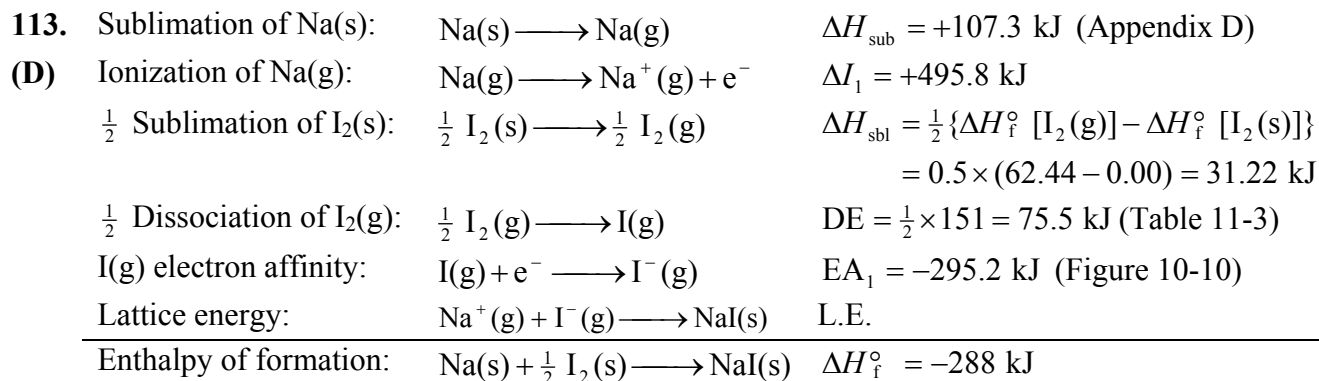 113. Sublimation of Na(s): Na(s) ⟶ Na(g) ΔH_sub = +107.3 kJ (Appendix D)
(D) Ionization of Na(g): Na(g) ⟶ Na⁺(g) + e⁻ ΔI₁ = +495.8 kJ
½ Sublimation of I₂(s): ½ I₂(s) ⟶ ½ I₂(g) ΔH_sbl = ½{ΔH°_f [I₂(g)] − ΔH°_f [I₂(s)]}
= 0.5 × (62.44 − 0.00) = 31.22 kJ
½ Dissociation of I₂(g): ½ I₂(g) ⟶ I(g) DE = ½ × 151 = 75.5 kJ (Table 11-3)
I(g) electron affinity: I(g) + e⁻ ⟶ I⁻(g) EA₁ = −295.2 kJ (Figure 10-10)
Lattice energy: Na⁺(g) + I⁻(g) ⟶ NaI(s) L.E.
Enthalpy of formation: Na(s) + ½ I₂(s) ⟶ NaI(s) ΔH°_f = −288 kJ